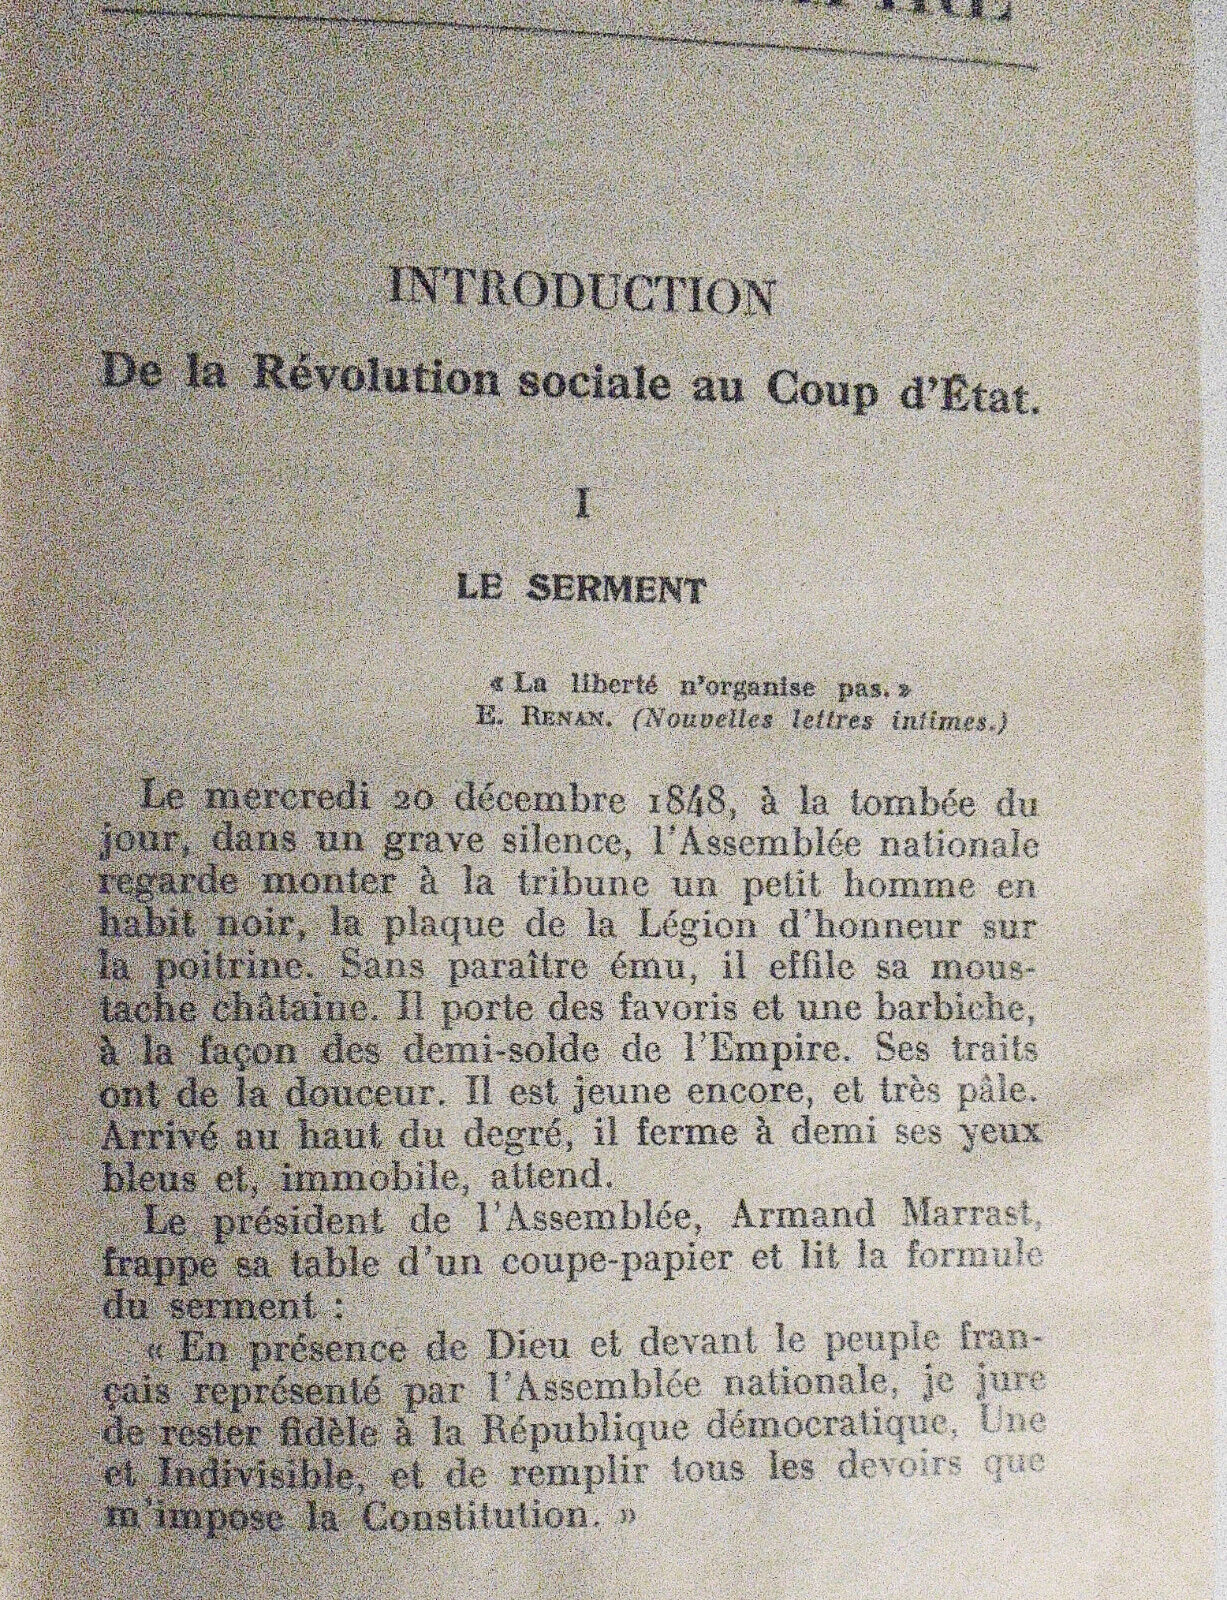 INTRODUCTION
De la Révolution sociale au Coup d'État.
I
LE SERMENT
« La liberté n'organise pas. »
E. RENAN. (Nouvelles lettres intimes.)
Le mercredi 20 décembre 1848, à la tombée du
jour, dans un grave silence, l'Assemblée nationale
regarde monter à la tribune un petit homme en
habit noir, la plaque de la Légion d'honneur sur
la poitrine. Sans paraître ému, il effile sa mous-
tache châtaine. Il porte des favoris et une barbiche,
à la façon des demi-solde de l'Empire. Ses traits
ont de la douceur. Il est jeune encore, et très pâle.
Arrivé au haut du degré, il ferme à demi ses yeux
bleus et, immobile, attend.
Le président de l'Assemblée, Armand Marrast,
frappe sa table d'un coupe-papier et lit la formule
du serment :
« En présence de Dieu et devant le peuple fran-
çais représenté par l'Assemblée nationale, je jure
de rester fidèle à la République démocratique, Une
et Indivisible, et de remplir tous les devoirs que
m'impose la Constitution. »